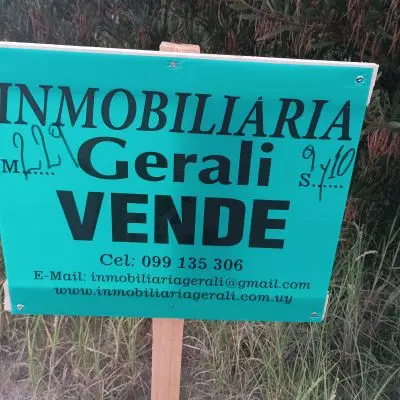 INMOBILIARIA
Gerali
M...... 229
S...... 9 y 10
VENDE
Cel: 099 135 306
E-Mail: inmobiliariagerali@gmail.com
www.inmobiliariagerali.com.uy